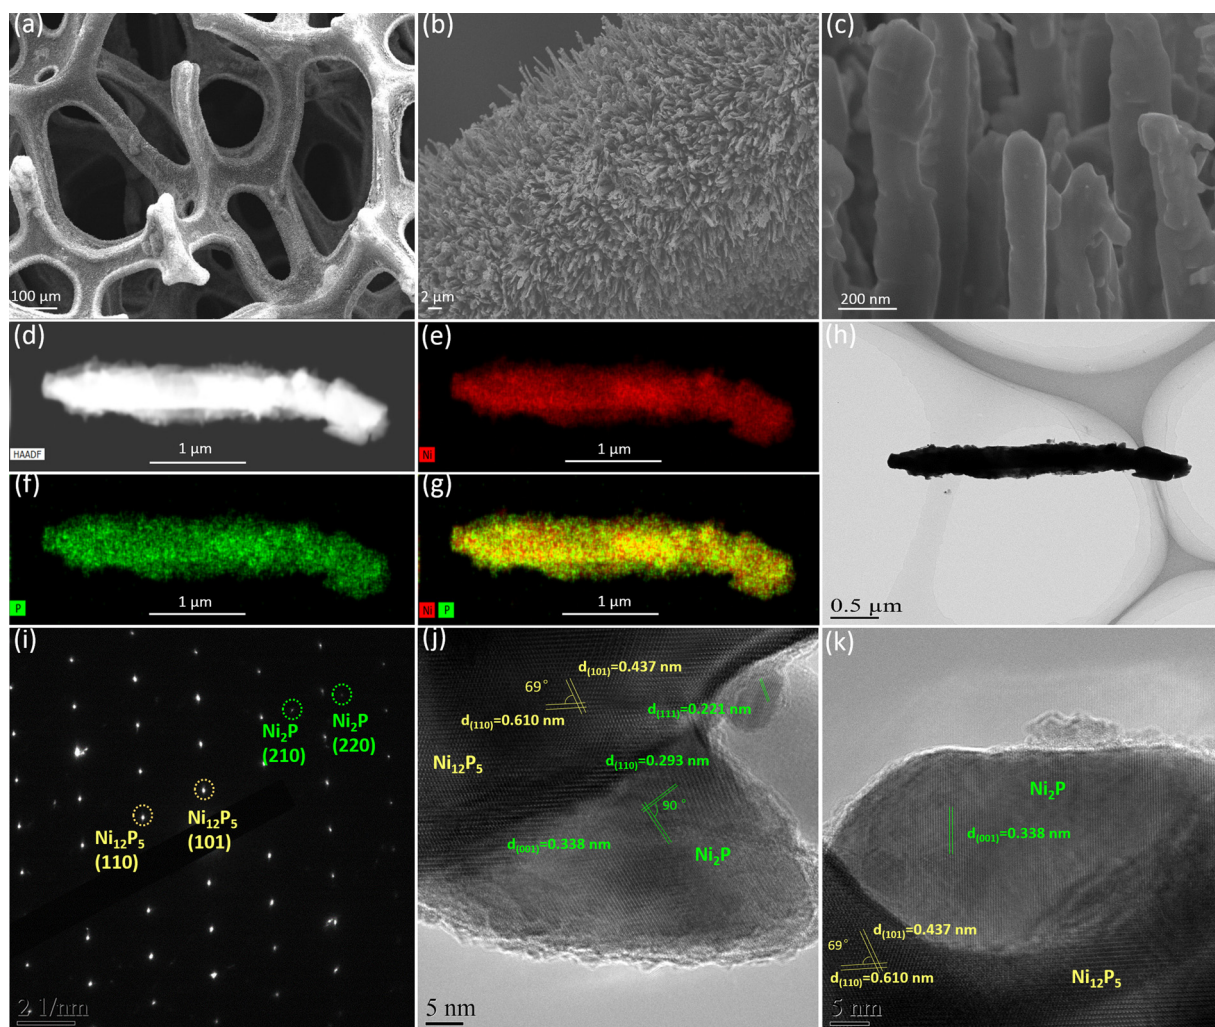 (a)
100 µm
(b)
2 µm
(c)
200 nm
(d)
HAADF
1 µm
(e)
Ni
1 µm
(f)
P
1 µm
(g)
Ni P
1 µm
(h)
0.5 µm
(i)
Ni2P
(210)
Ni2P
(220)
Ni12P5
(110)
Ni12P5
(101)
2 1/nm
(j)
d(101)=0.437 nm
69°
d(111)=0.221 nm
d(110)=0.610 nm
Ni12P5
d(110)=0.293 nm
90 °
d(001)=0.338 nm
Ni2P
5 nm
(k)
Ni2P
d(001)=0.338 nm
d(101)=0.437 nm
69°
d(110)=0.610 nm
Ni12P5
5 nm